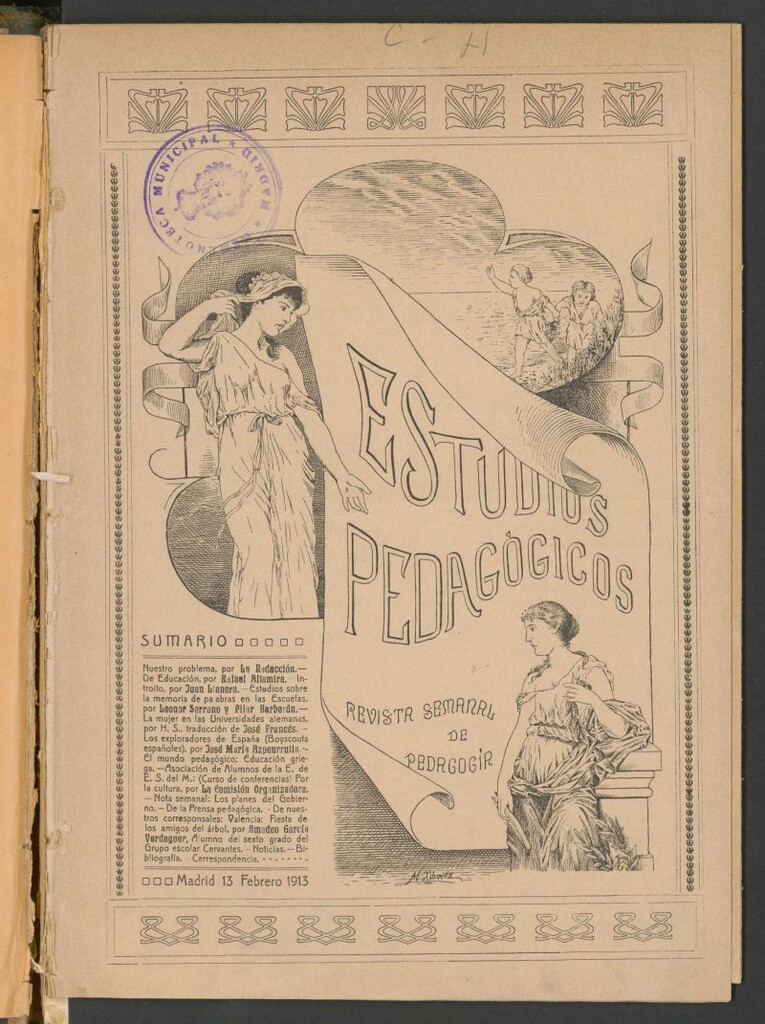 C - H
HEMEROTECA MUNICIPAL * MADRID *
ESTUDIOS
PEDAGÓGICOS
REVISTA SEMANAL
DE
PEDAGOGIA
SUMARIO
Nuestro problema, por La Redacción.—
De Educación, por Rafael Altamira. - In-
troito, por Juan Llanera. - Estudios sobre
la memoria de pa abras en las Escuelas,
por Leonor Serrano y Pilar Barbarán.—
La mujer en las Universidades alemanas,
por H. S., traducción de José Francés. -
Los exploradores de España (Boyscouts
españoles), por José María Azpeurrutia.-
El mundo pedagógico: Educación grie-
ga.—Asociación de Alumnos de la E. de
E. S. del M.: (Curso de conferencias) Por
la cultura, por La Comisión Organizadora.
— Nota semanal: Los planes del Gobier-
no.— De la Prensa pedagógica. - De nues-
tros corresponsales: Valencia: Fiesta de
los amigos del árbol, por Amadeo García
Verdaguer, Alumno del sexto grado del
Grupo escolar Cervantes. - Noticias.—Bi-
bliografía. - Correspondencia. - - - - - - -
Madrid 13 Febrero 1913